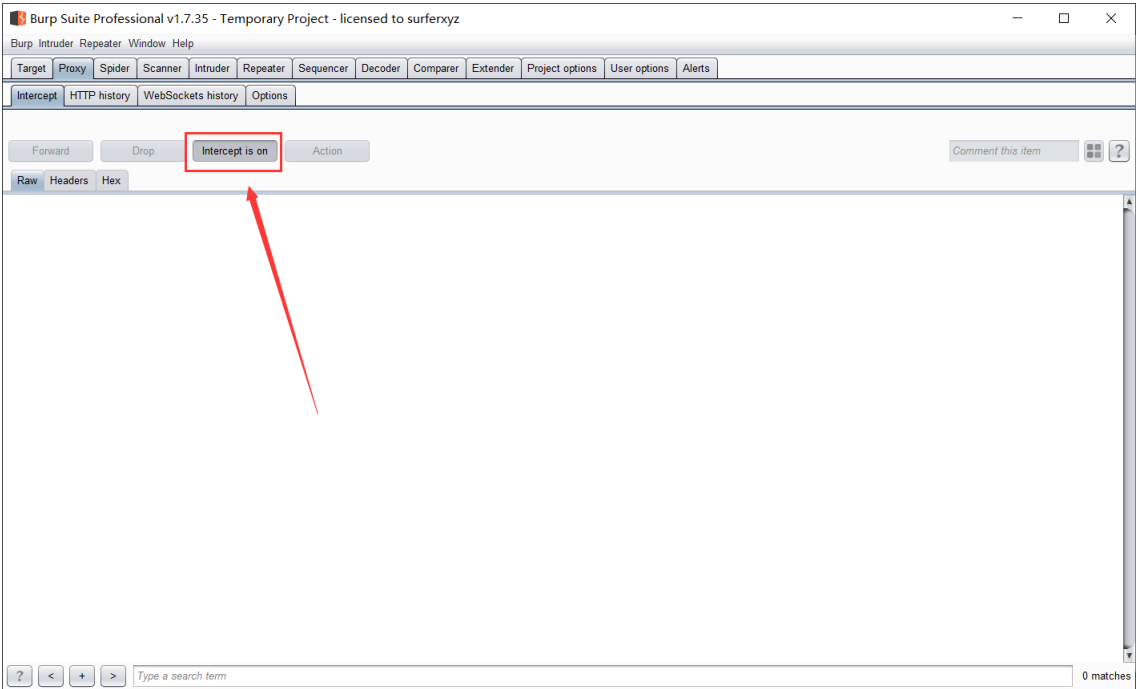 Burp Suite Professional v1.7.35 - Temporary Project - licensed to surferxyz
Burp Intruder Repeater Window Help
Target Proxy Spider Scanner Intruder Repeater Sequencer Decoder Comparer Extender Project options User options Alerts
Intercept HTTP history WebSockets history Options
Forward Drop Intercept is on Action Comment this item ?
Raw Headers Hex
? < + > Type a search term 0 matches